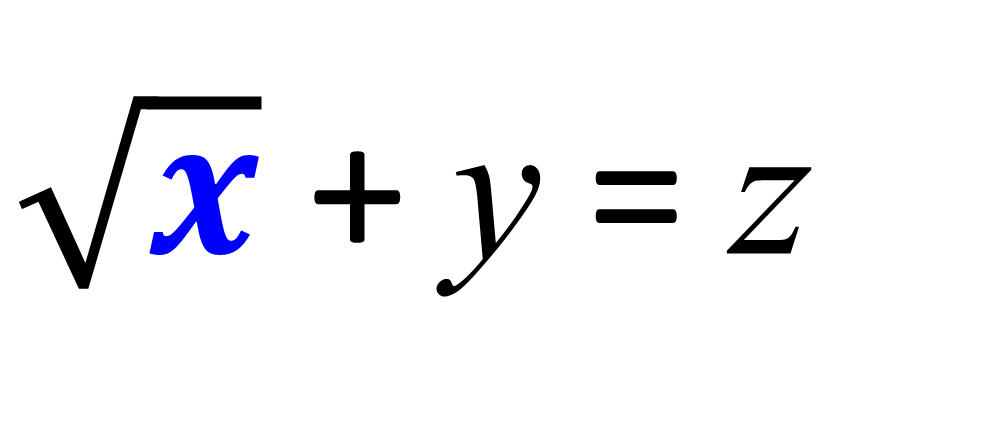 √x + y = z